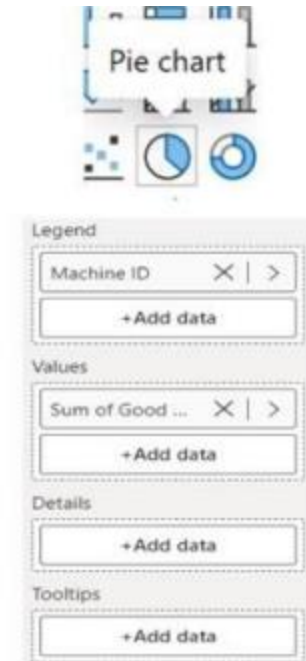 Pie chart
Legend
Machine ID
+Add data
Values
Sum of Good ...
+Add data
Details
+Add data
Tooltips
+Add data